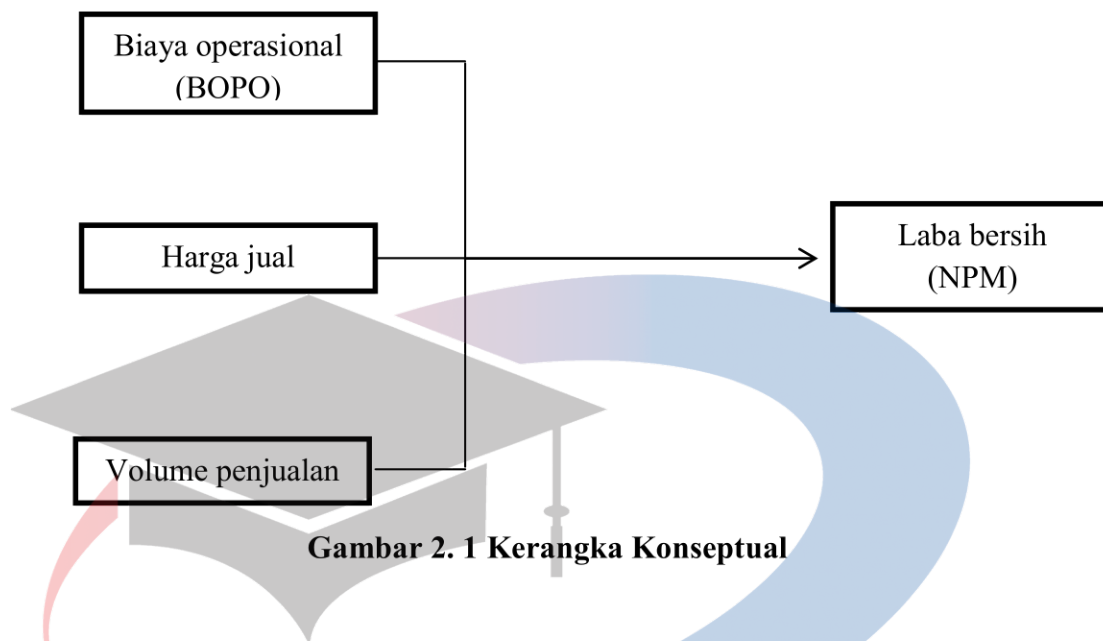 Biaya operasional
(BOPO)
Harga jual
Laba bersih
(NPM)
Volume penjualan
Gambar 2. 1 Kerangka Konseptual